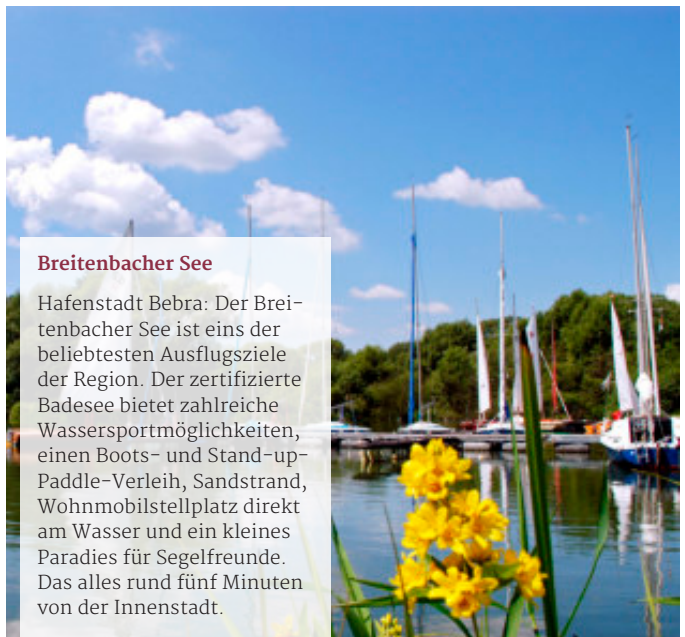 Breitenbacher See
Hafenstadt Bebra: Der Brei-
tenbacher See ist eins der
beliebtesten Ausflugsziele
der Region. Der zertifizierte
Badesee bietet zahlreiche
Wassersportmöglichkeiten,
einen Boots- und Stand-up-
Paddle-Verleih, Sandstrand,
Wohnmobilstellplatz direkt
am Wasser und ein kleines
Paradies für Segelfreunde.
Das alles rund fünf Minuten
von der Innenstadt.